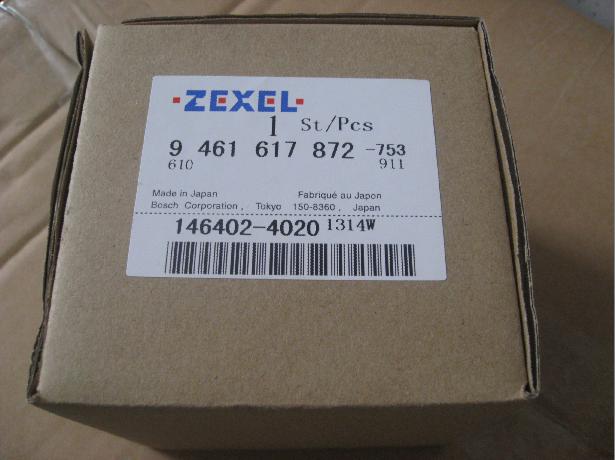 ZEXEL
1 St/Pcs
9 461 617 872 -753
610 911
Made in Japan Fabriqué au Japon
Bosch Corporation, Tokyo 150-8360, Japan
146402-4020 1314W